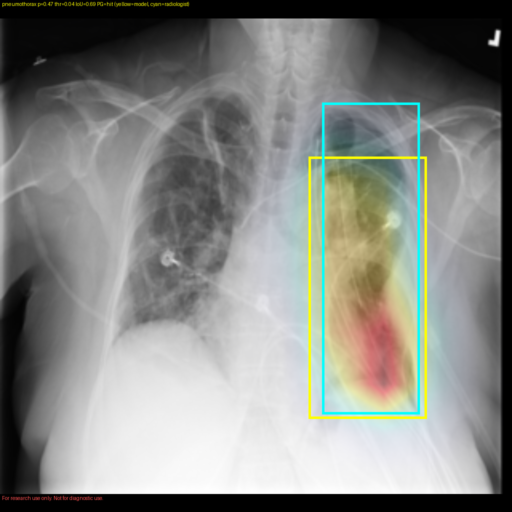 pneumothorax p=0.47 thr=0.04 IoU=0.69 PG=hit (yellow=model, cyan=radiologist)
L
For research use only. Not for diagnostic use.